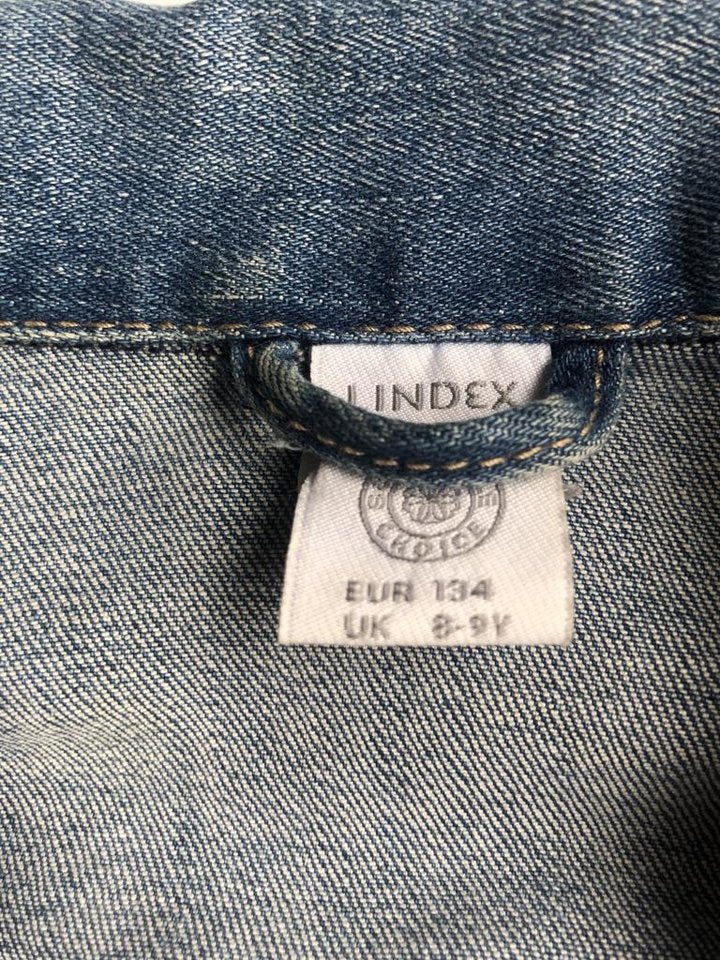 LINDEX
CHOICE
EUR 134
UK 8-9Y